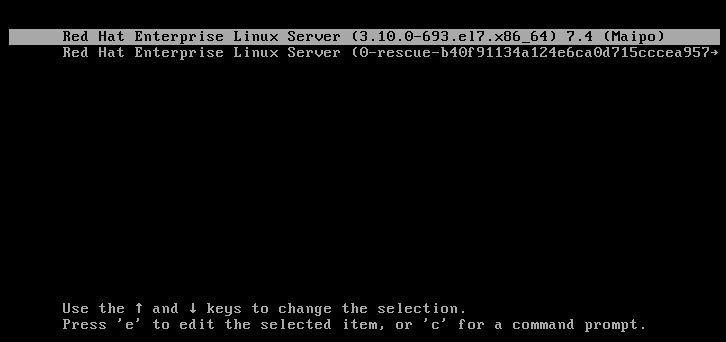 Red Hat Enterprise Linux Server (3.10.0-693.el7.x86_64) 7.4 (Maipo)
Red Hat Enterprise Linux Server (0-rescue-b40f91134a124e6ca0d715cccea957→
Use the ↑ and ↓ keys to change the selection.
Press 'e' to edit the selected item, or 'c' for a command prompt.